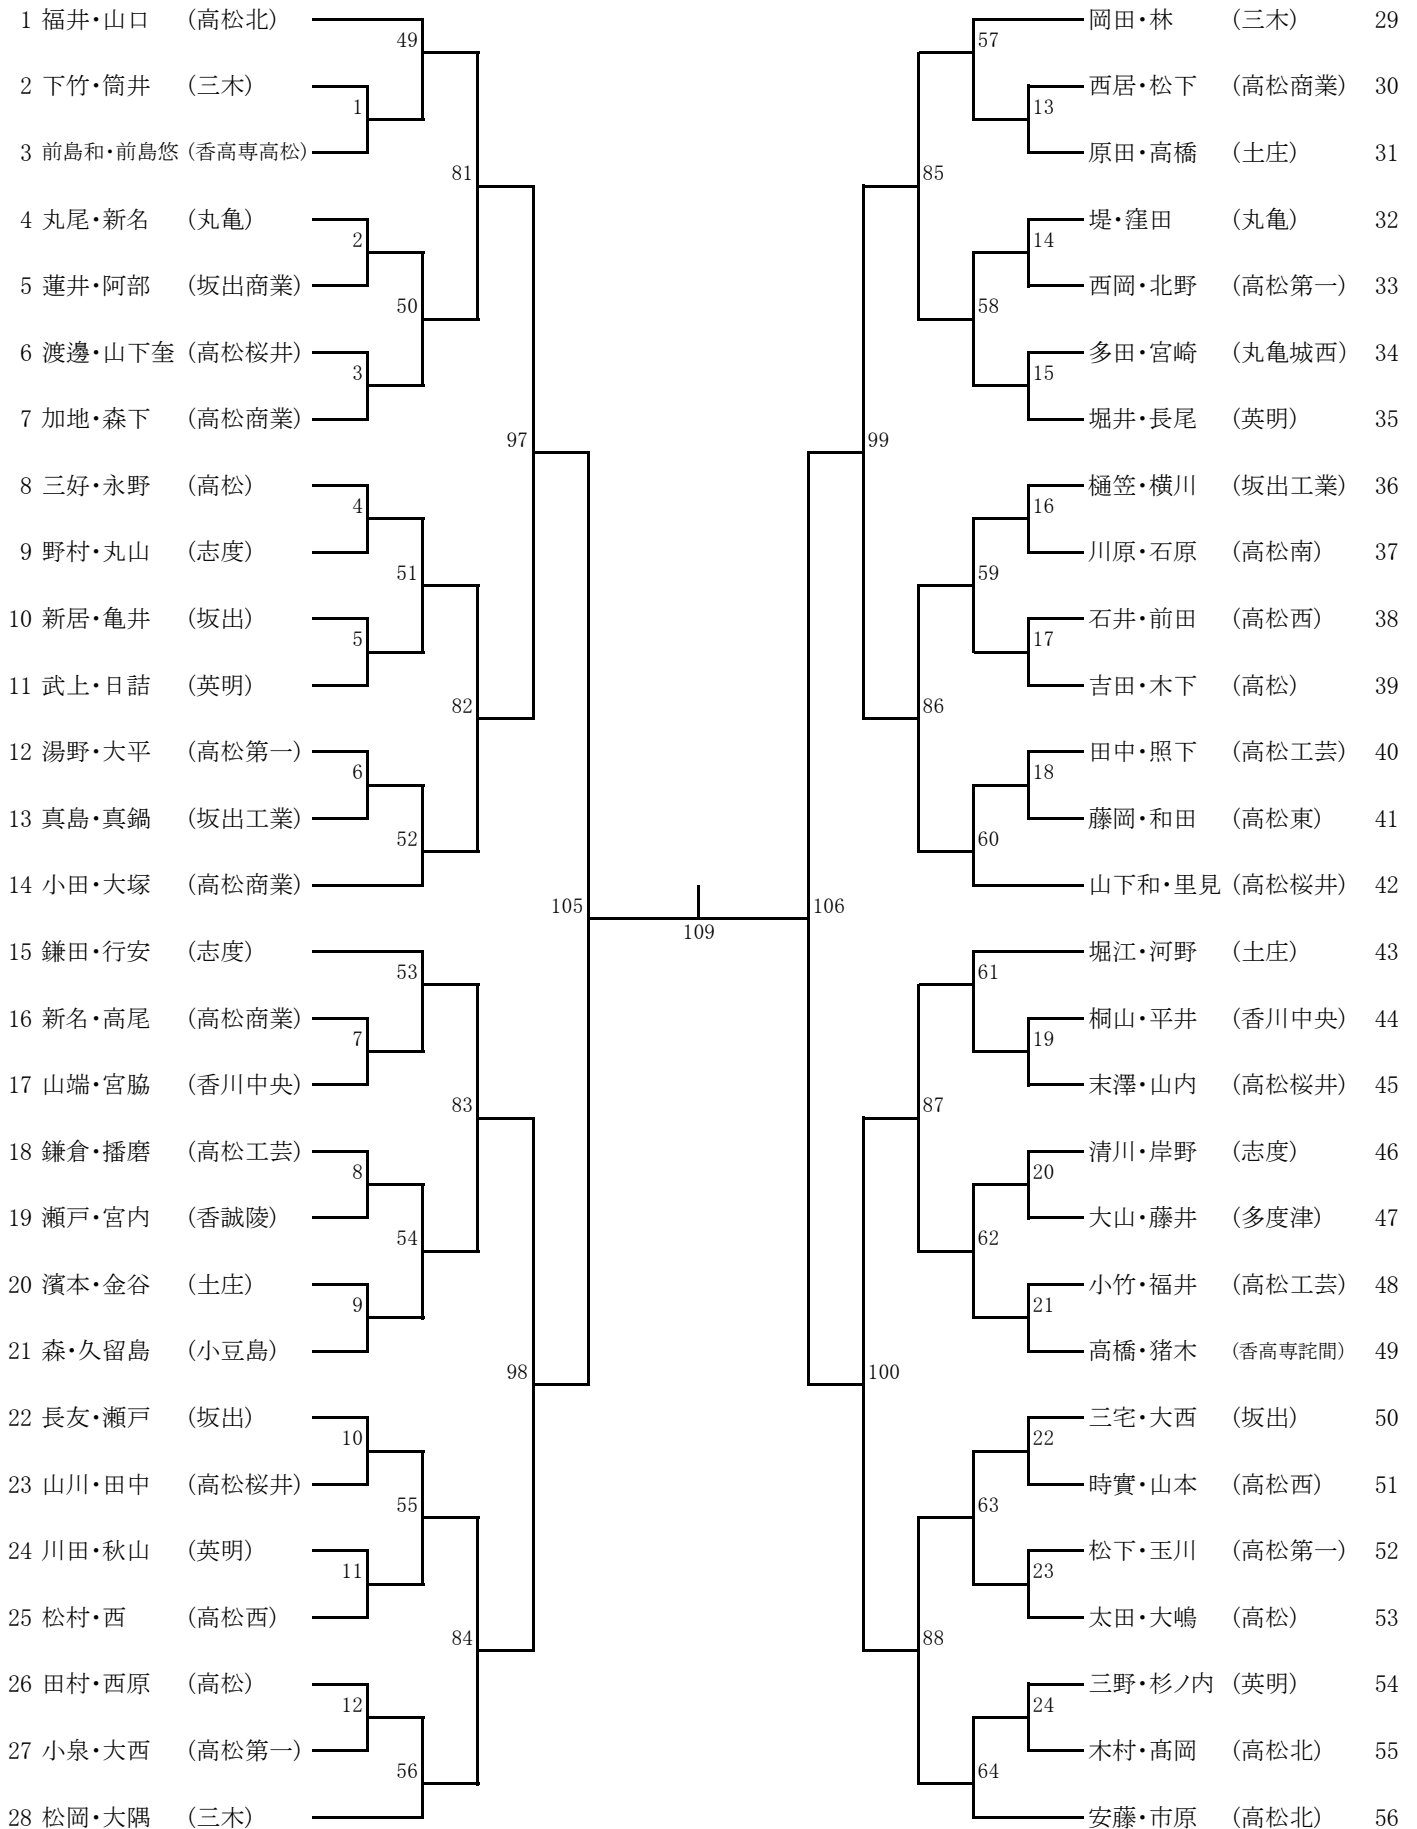 1 福井・山口 (高松北)
2 下竹・筒井 (三木)
3 前島和・前島悠 (香高専高松)
4 丸尾・新名 (丸亀)
5 蓮井・阿部 (坂出商業)
6 渡邊・山下奎 (高松桜井)
7 加地・森下 (高松商業)
8 三好・永野 (高松)
9 野村・丸山 (志度)
10 新居・亀井 (坂出)
11 武上・日詰 (英明)
12 湯野・大平 (高松第一)
13 真島・真鍋 (坂出工業)
14 小田・大塚 (高松商業)
15 鎌田・行安 (志度)
16 新名・高尾 (高松商業)
17 山端・宮脇 (香川中央)
18 鎌倉・播磨 (高松工芸)
19 瀬戸・宮内 (香誠陵)
20 濱本・金谷 (土庄)
21 森・久留島 (小豆島)
22 長友・瀬戸 (坂出)
23 山川・田中 (高松桜井)
24 川田・秋山 (英明)
25 松村・西 (高松西)
26 田村・西原 (高松)
27 小泉・大西 (高松第一)
28 松岡・大隅 (三木)
1
2
3
4
5
6
7
8
9
10
11
12
49
50
51
52
53
54
55
56
81
82
83
84
97
98
105
109
106
99
100
85
86
87
88
57
58
59
60
61
62
63
64
13
14
15
16
17
18
19
20
21
22
23
24
岡田・林 (三木) 29
西居・松下 (高松商業) 30
原田・高橋 (土庄) 31
堤・窪田 (丸亀) 32
西岡・北野 (高松第一) 33
多田・宮崎 (丸亀城西) 34
堀井・長尾 (英明) 35
樋笠・横川 (坂出工業) 36
川原・石原 (高松南) 37
石井・前田 (高松西) 38
吉田・木下 (高松) 39
田中・照下 (高松工芸) 40
藤岡・和田 (高松東) 41
山下和・里見 (高松桜井) 42
堀江・河野 (土庄) 43
桐山・平井 (香川中央) 44
末澤・山内 (高松桜井) 45
清川・岸野 (志度) 46
大山・藤井 (多度津) 47
小竹・福井 (高松工芸) 48
高橋・猪木 (香高専詫間) 49
三宅・大西 (坂出) 50
時實・山本 (高松西) 51
松下・玉川 (高松第一) 52
太田・大嶋 (高松) 53
三野・杉ノ内 (英明) 54
木村・髙岡 (高松北) 55
安藤・市原 (高松北) 56